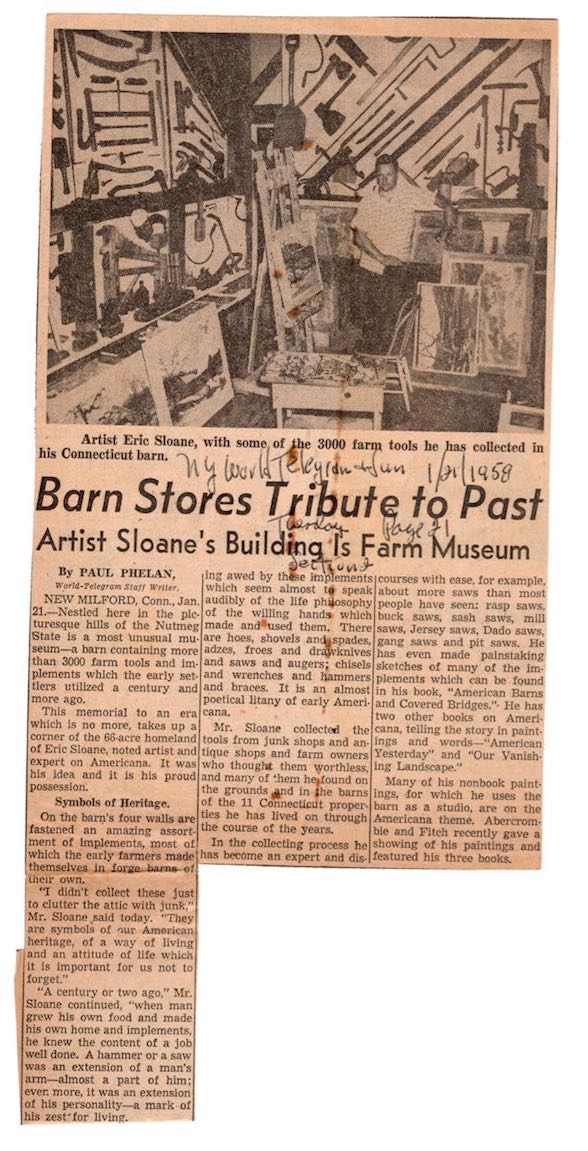 Artist Eric Sloane, with some of the 3000 farm tools he has collected in
his Connecticut barn.
NY World Telegram & Sun 1/21/1958
Barn Stores Tribute to Past
Tuesday Page 21
Artist Sloane's Building Is Farm Museum
Section 2
By PAUL PHELAN,
World-Telegram Staff Writer.
NEW MILFORD, Conn., Jan.
21.—Nestled here in the pic-
turesque hills of the Nutmeg
State is a most unusual mu-
seum—a barn containing more
than 3000 farm tools and im-
plements which the early set-
tlers utilized a century and
more ago.
This memorial to an era
which is no more, takes up a
corner of the 66-acre homeland
of Eric Sloane, noted artist and
expert on Americana. It was
his idea and it is his proud
possession.
Symbols of Heritage.
On the barn's four walls are
fastened an amazing assort-
ment of implements, most of
which the early farmers made
themselves in forge barns of
their own.
"I didn't collect these just
to clutter the attic with junk,"
Mr. Sloane said today. "They
are symbols of our American
heritage, of a way of living
and an attitude of life which
it is important for us not to
forget."
"A century or two ago," Mr.
Sloane continued, "when man
grew his own food and made
his own home and implements,
he knew the content of a job
well done. A hammer or a saw
was an extension of a man's
arm—almost a part of him;
even more, it was an extension
of his personality—a mark of
his zest for living.
ing awed by these implements
which seem almost to speak
audibly of the life philosophy
of the willing hands which
made and used them. There
are hoes, shovels and spades,
adzes, froes and drawknives
and saws and augers; chisels
and wrenches and hammers
and braces. It is an almost
poetical litany of early Ameri-
cana.
Mr. Sloane collected the
tools from junk shops and an-
tique shops and farm owners
who thought them worthless,
and many of them he found on
the grounds and in the barns
of the 11 Connecticut proper-
ties he has lived on through
the course of the years.
In the collecting process he
has become an expert and dis-
courses with ease, for example,
about more saws than most
people have seen: rasp saws,
buck saws, sash saws, mill
saws, Jersey saws, Dado saws,
gang saws and pit saws. He
has even made painstaking
sketches of many of the im-
plements which can be found
in his book, "American Barns
and Covered Bridges." He has
two other books on Ameri-
cana, telling the story in paint-
ings and words—"American
Yesterday" and "Our Vanish-
ing Landscape."
Many of his nonbook paint-
ings, for which he uses the
barn as a studio, are on the
Americana theme. Abercrom-
bie and Fitch recently gave a
showing of his paintings and
featured his three books.